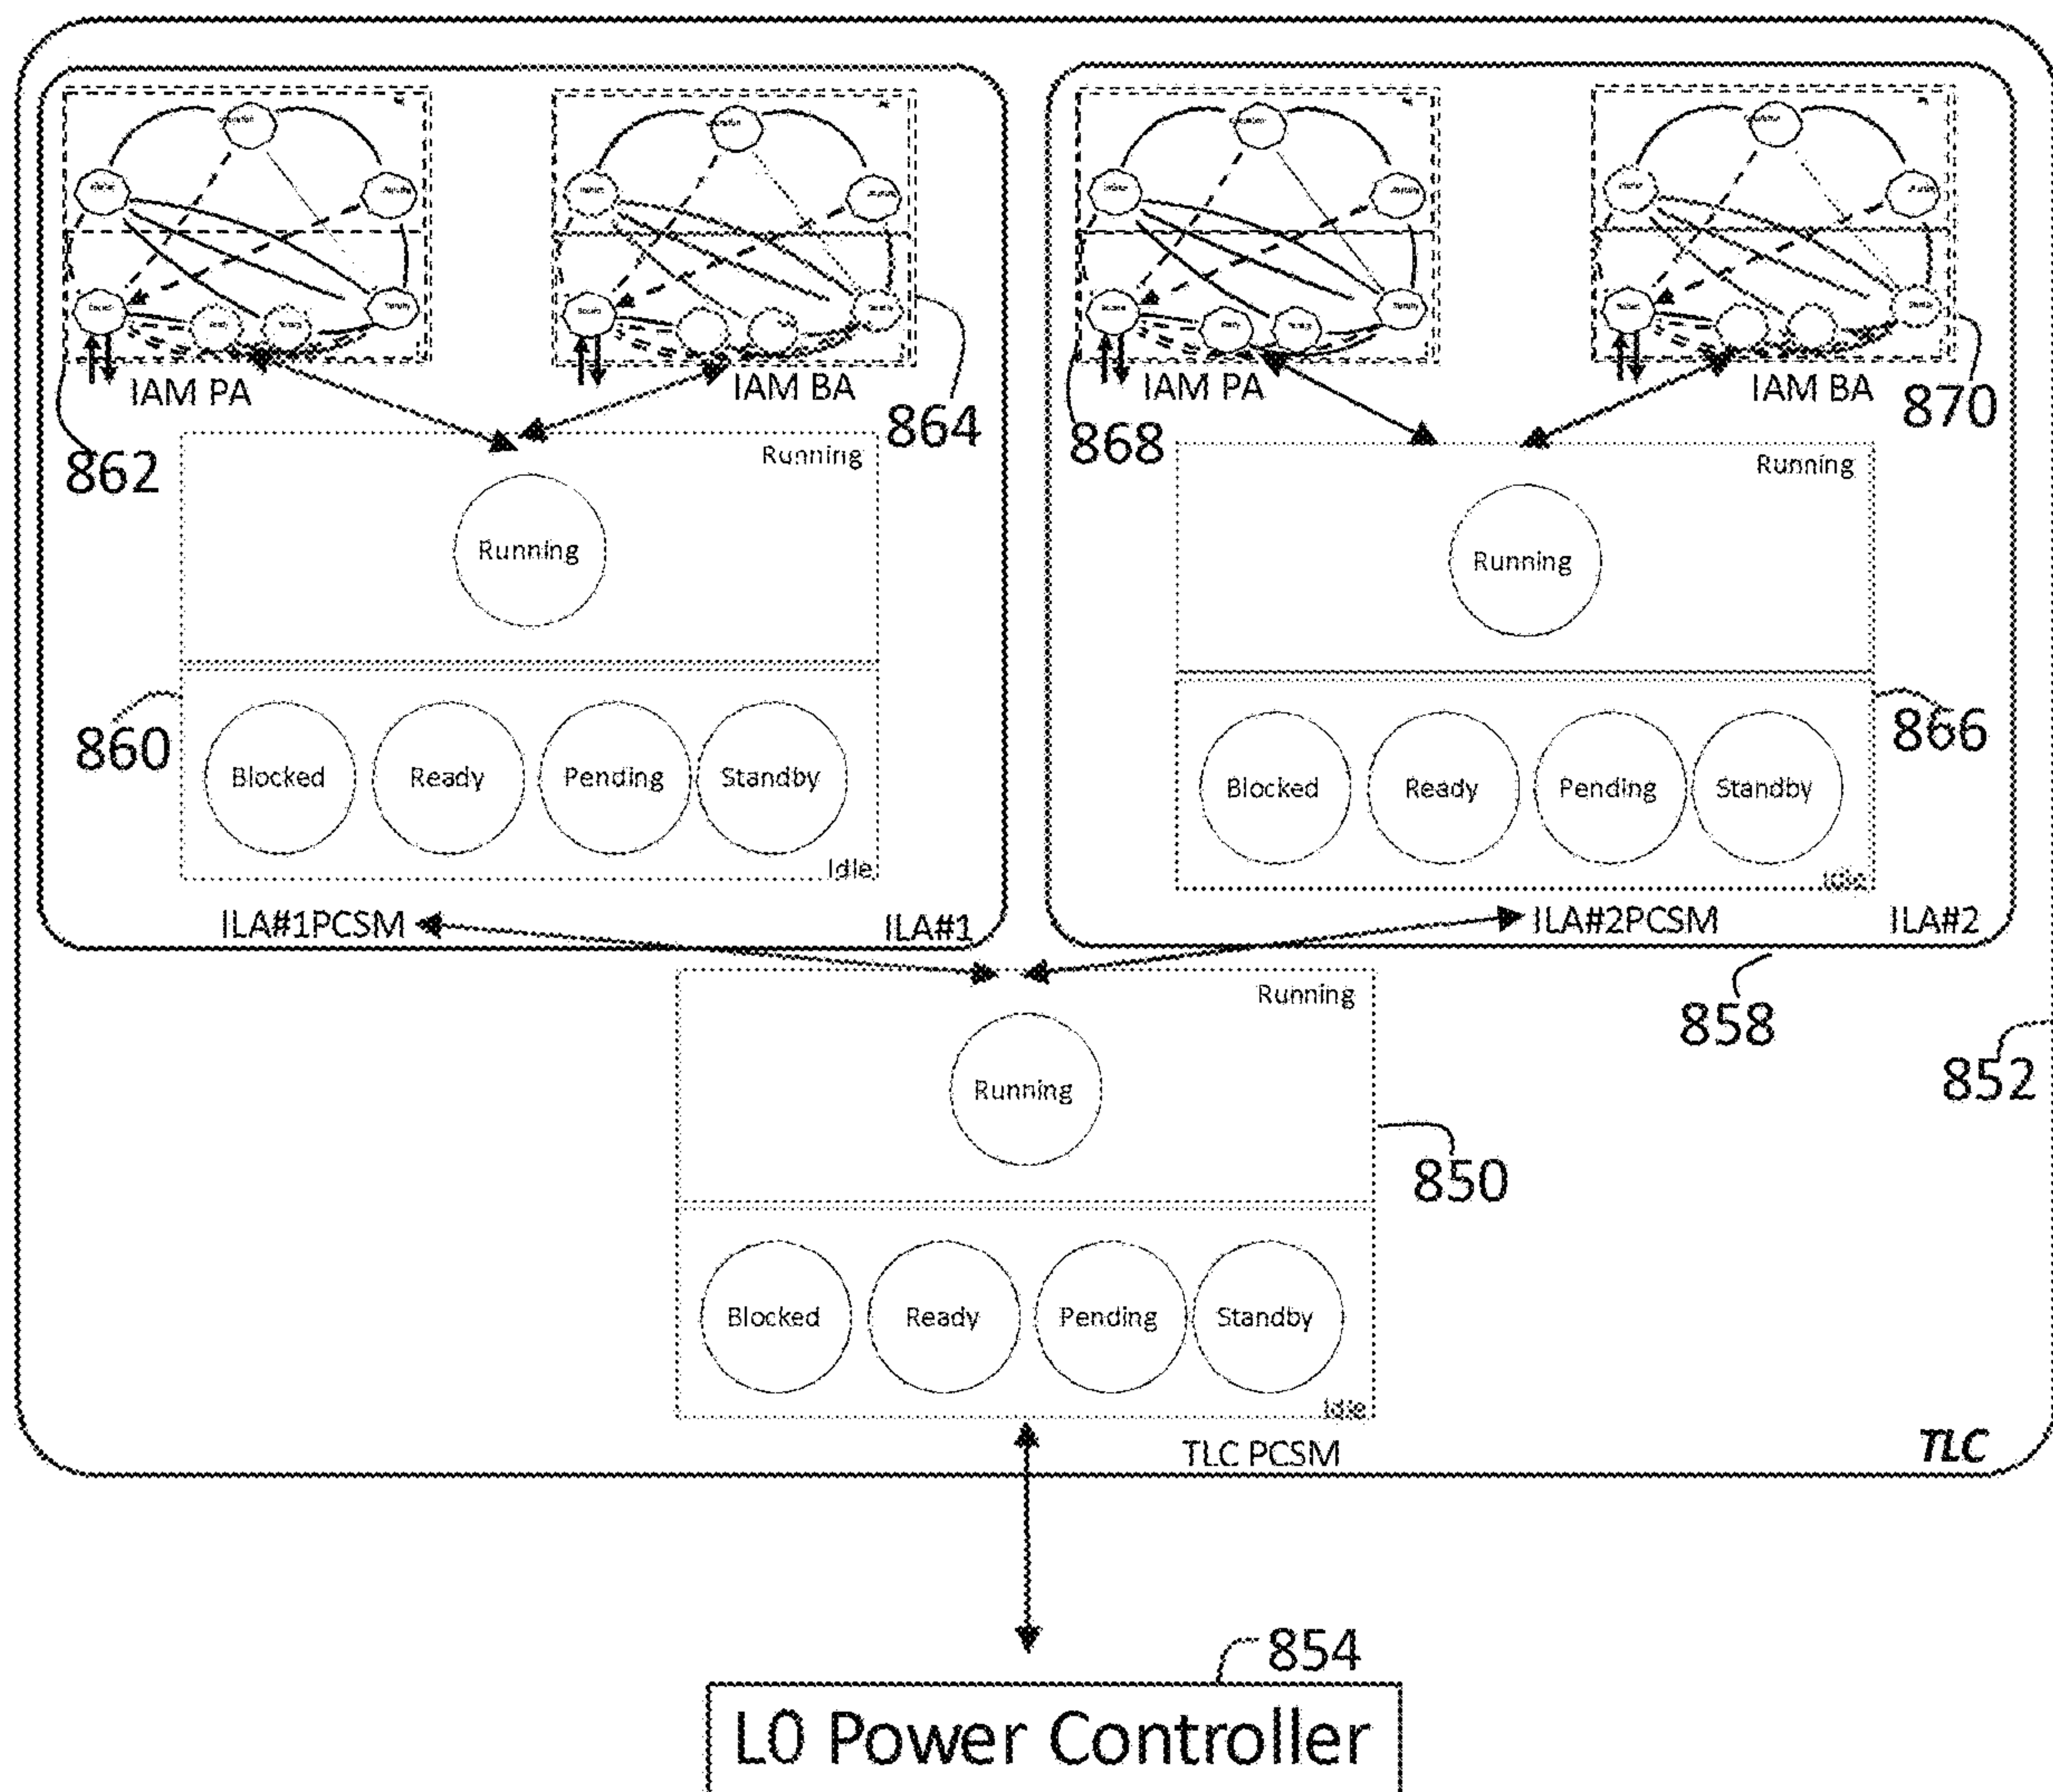 IAM PA
IAM BA
864
862
Running
Running
860
Blocked Ready Pending Standby
Idle
ILA#1PCSM
ILA#1
IAM PA
IAM BA
870
868
Running
Running
866
Blocked Ready Pending Standby
Idle
ILA#2PCSM
ILA#2
858
852
Running
Running
850
Blocked Ready Pending Standby
Idle
TLC PCSM
TLC
854
L0 Power Controller